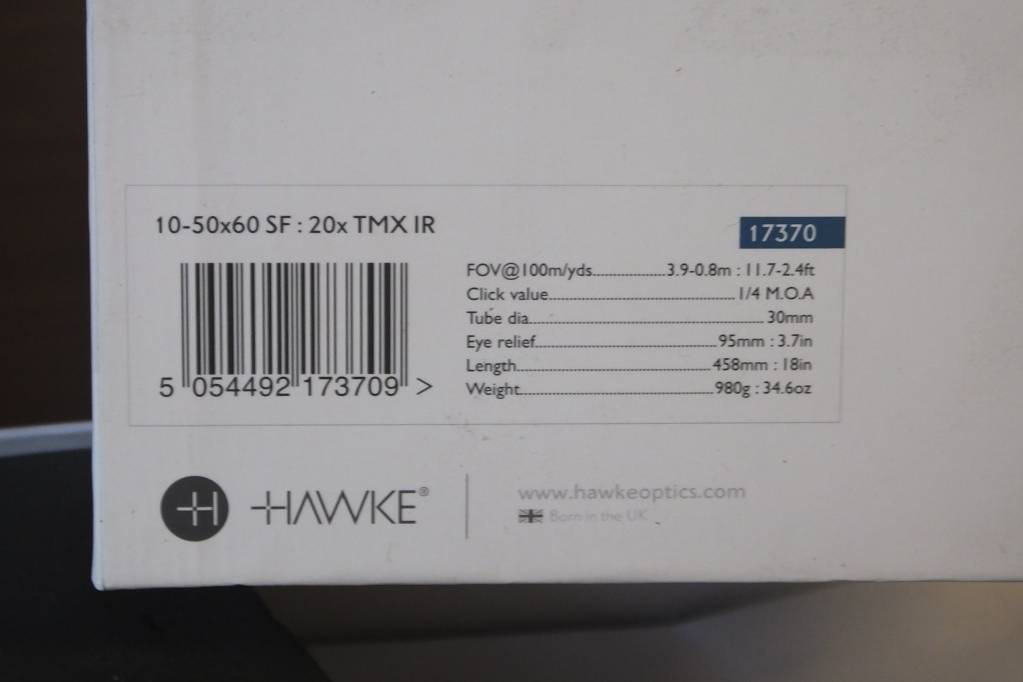 10-50x60 SF : 20x TMX IR
17370
FOV@100m/yds..................3.9-0.8m : 11.7-2.4ft
Click value...............................................1/4 M.O.A
Tube dia...........................................................30mm
Eye relief.............................................95mm : 3.7in
Length................................................458mm : 18in
Weight................................................980g : 34.6oz
5 054492 173709 >
HAWKE®
www.hawkeoptics.com
Born in the UK